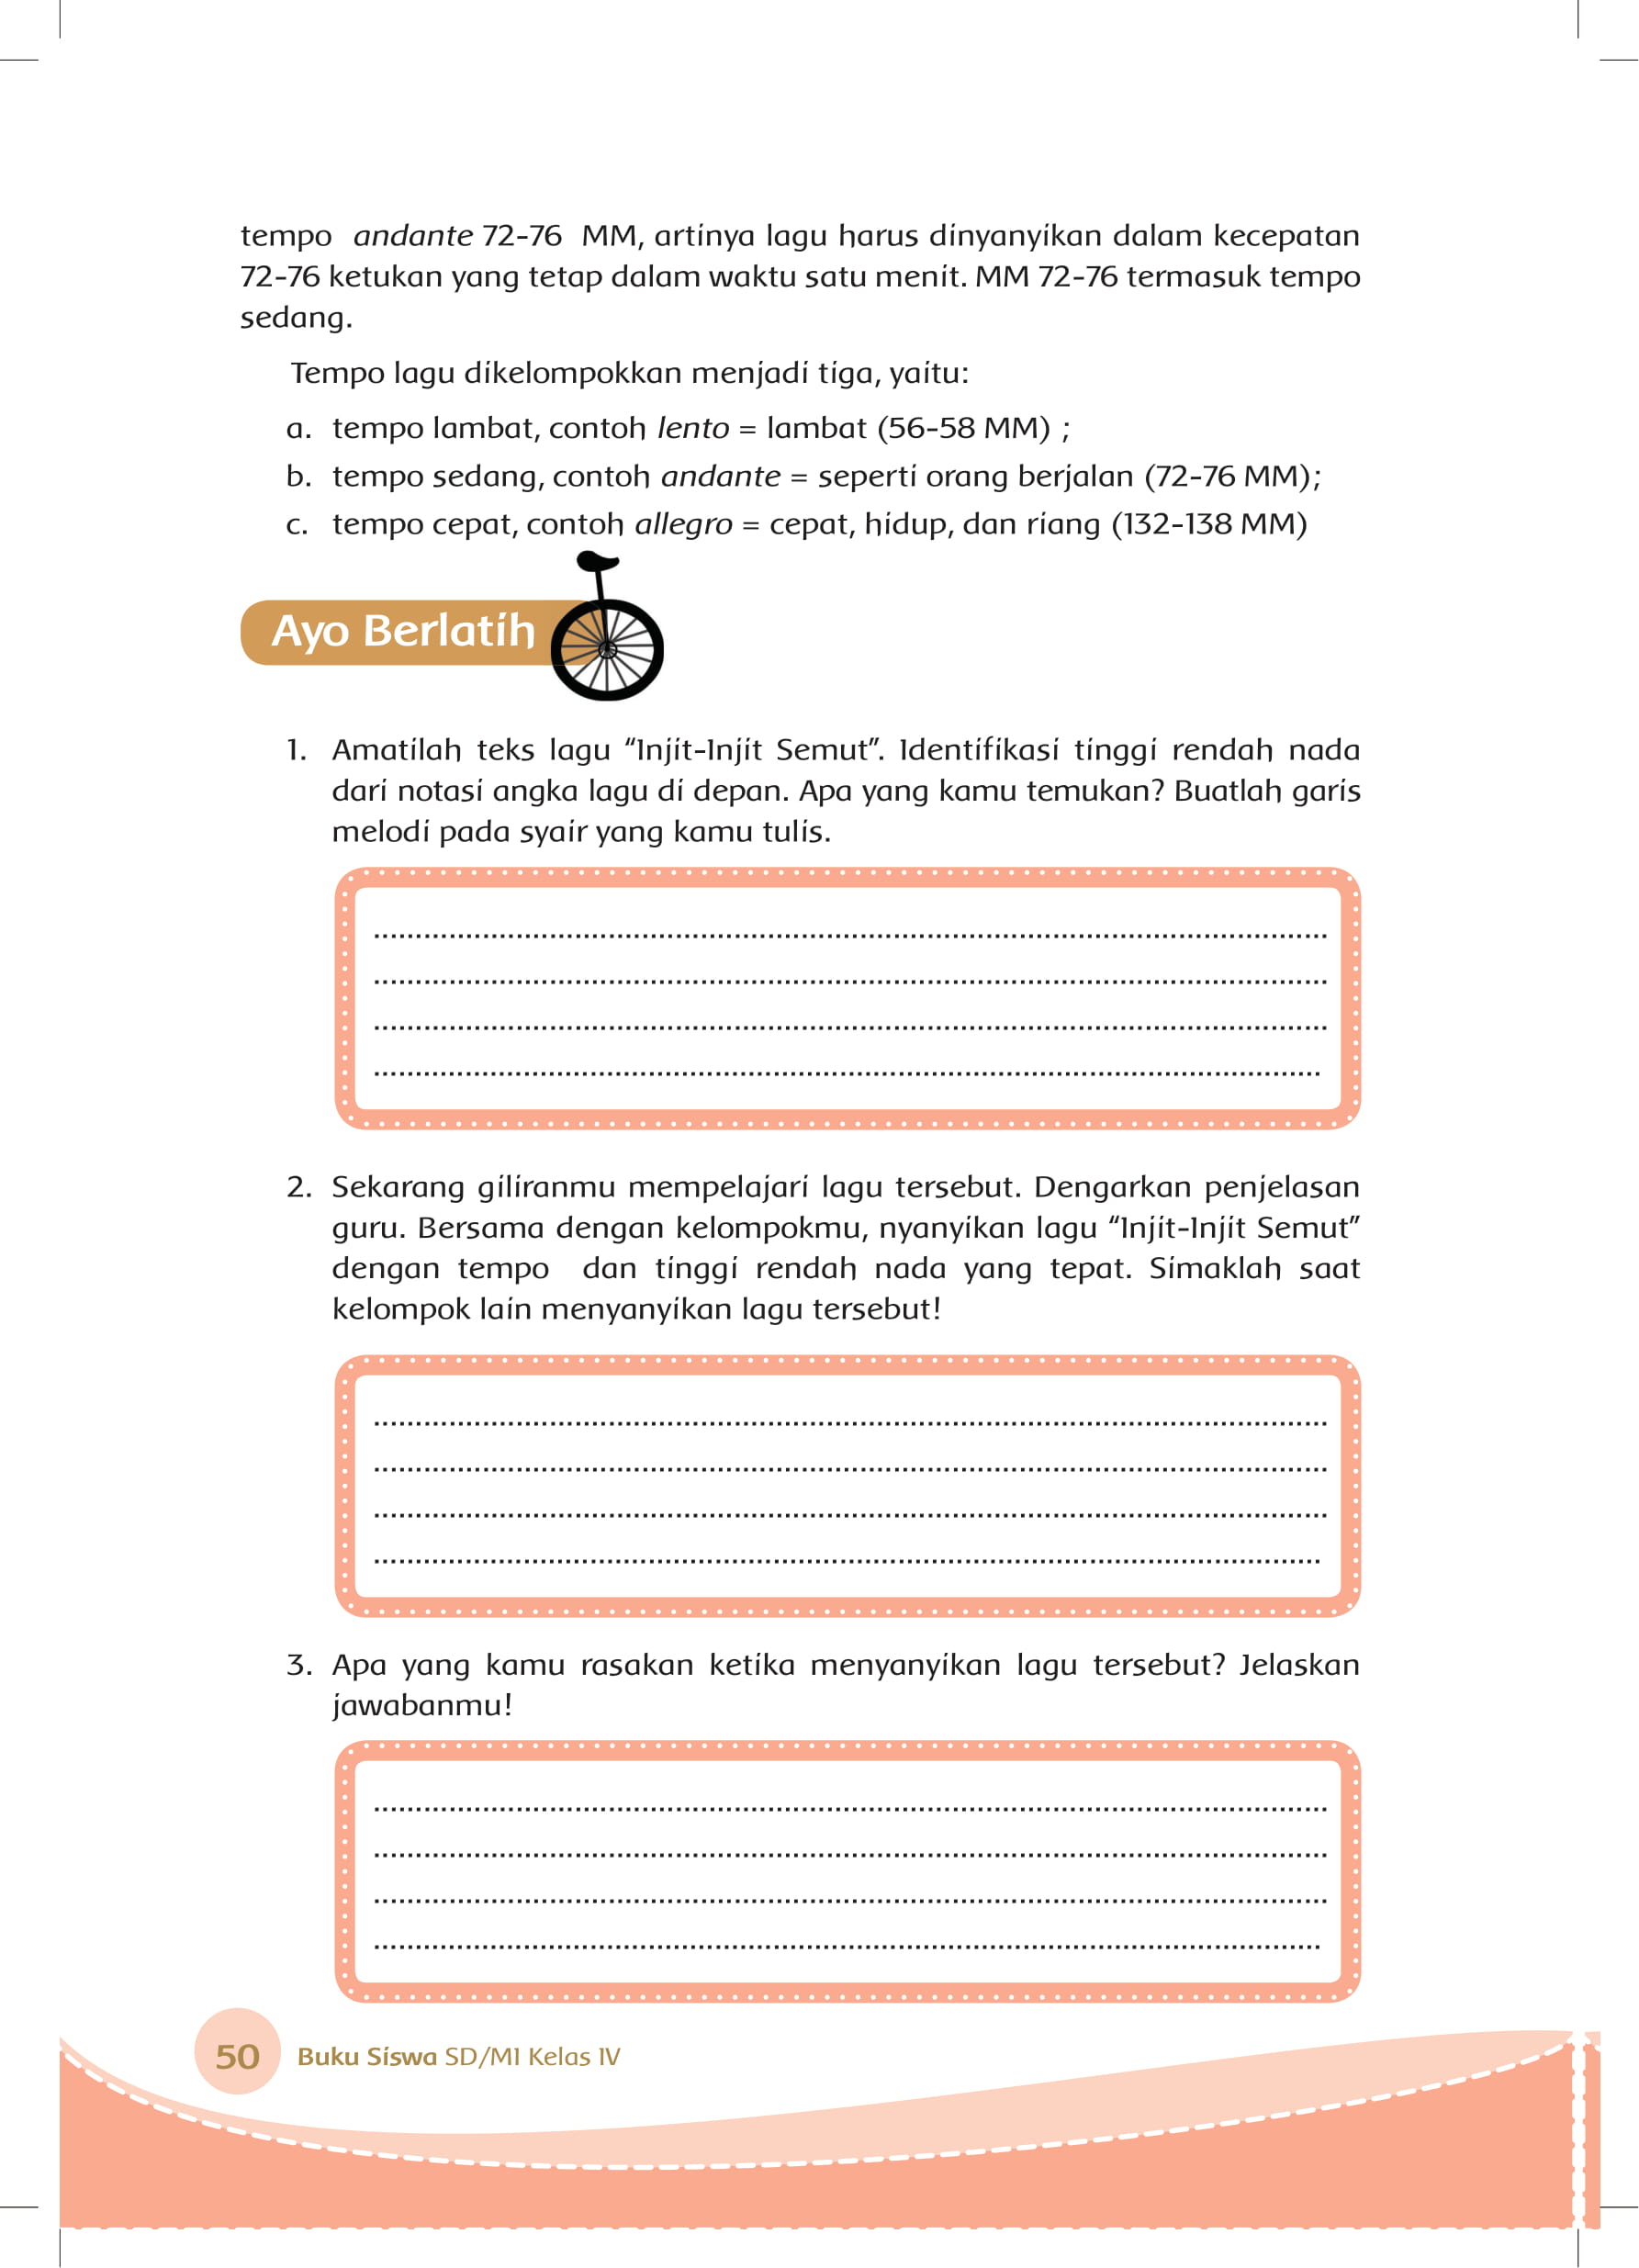 tempo andante 72-76 MM, artinya lagu harus dinyanyikan dalam kecepatan
72-76 ketukan yang tetap dalam waktu satu menit. MM 72-76 termasuk tempo
sedang.
Tempo lagu dikelompokkan menjadi tiga, yaitu:
a. tempo lambat, contoh lento = lambat (56-58 MM) ;
b. tempo sedang, contoh andante = seperti orang berjalan (72-76 MM);
c. tempo cepat, contoh allegro = cepat, hidup, dan riang (132-138 MM)
Ayo Berlatih
1. Amatilah teks lagu “Injit-Injit Semut”. Identifikasi tinggi rendah nada
dari notasi angka lagu di depan. Apa yang kamu temukan? Buatlah garis
melodi pada syair yang kamu tulis.
2. Sekarang giliranmu mempelajari lagu tersebut. Dengarkan penjelasan
guru. Bersama dengan kelompokmu, nyanyikan lagu “Injit-Injit Semut”
dengan tempo dan tinggi rendah nada yang tepat. Simaklah saat
kelompok lain menyanyikan lagu tersebut!
3. Apa yang kamu rasakan ketika menyanyikan lagu tersebut? Jelaskan
jawabanmu!
50 Buku Siswa SD/MI Kelas IV